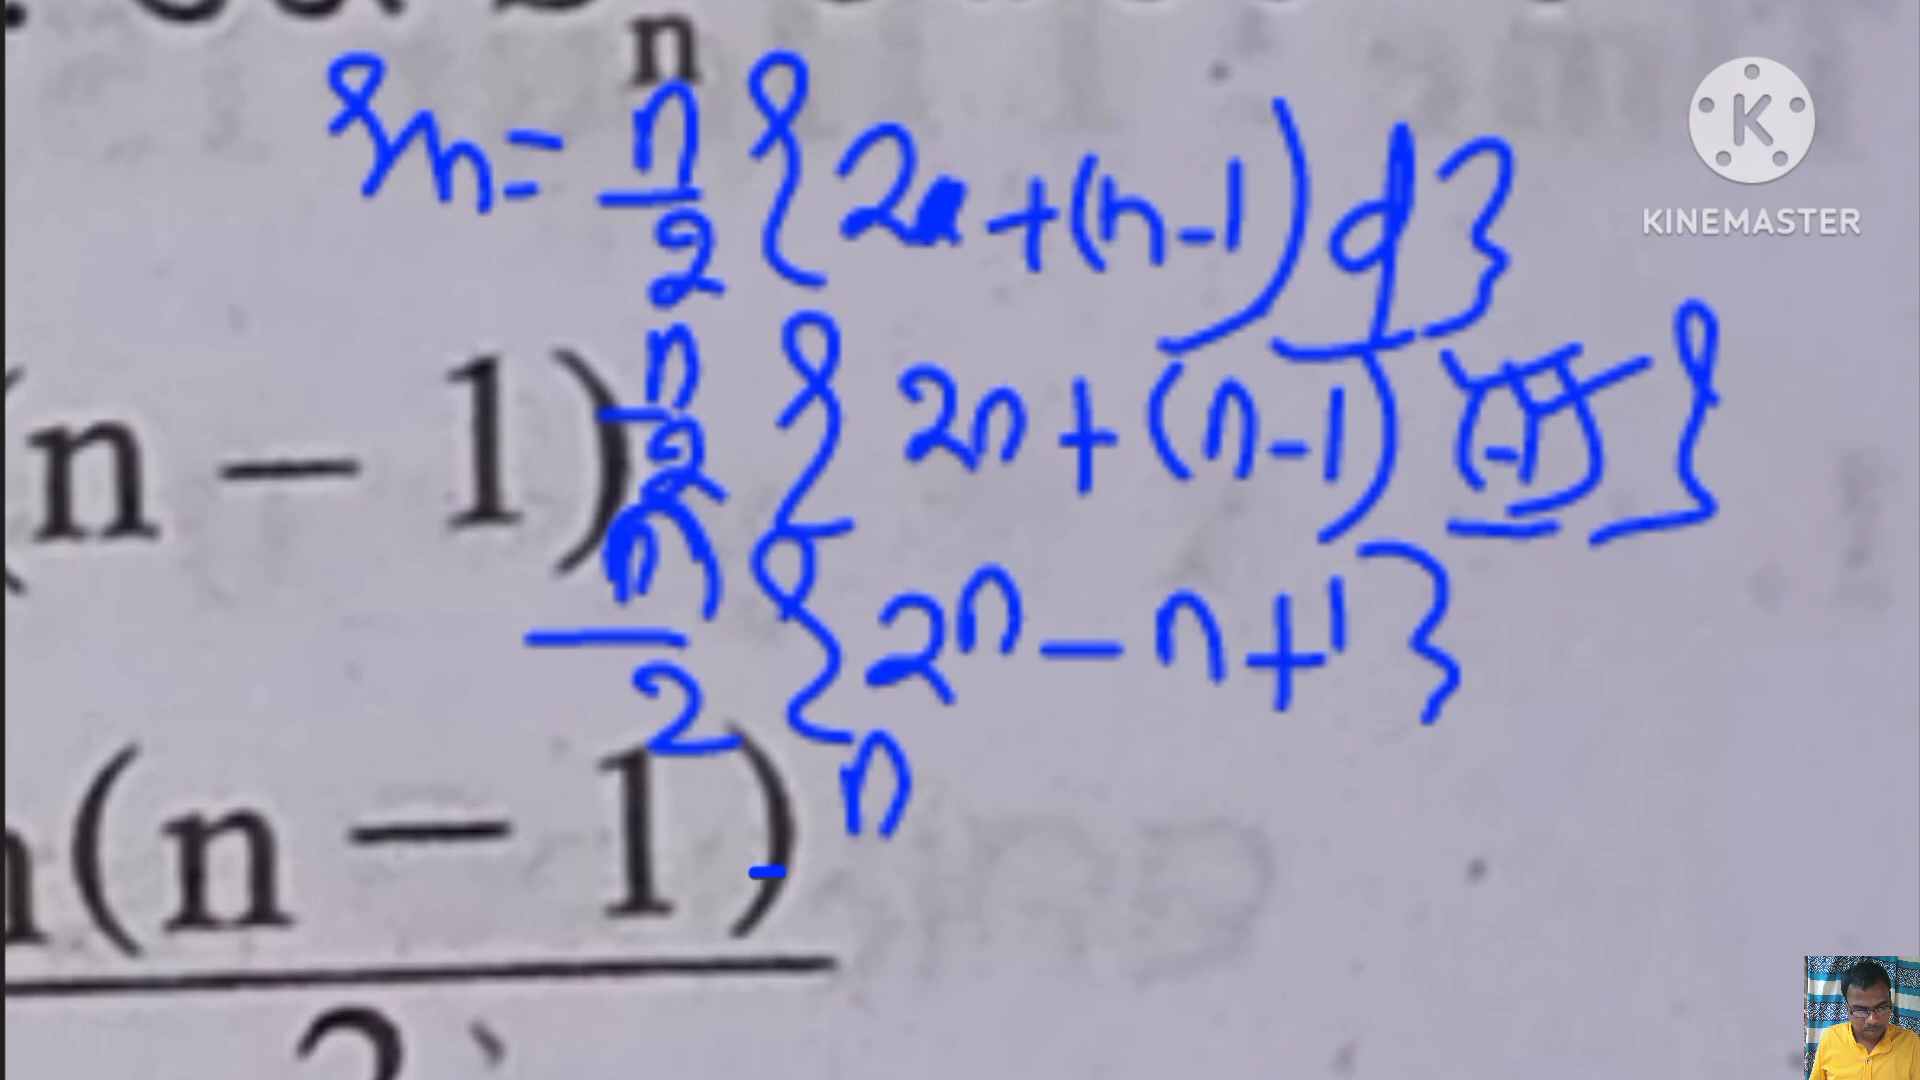 n
Sn = n/2 {2a + (n-1) d}
KINEMASTER
n/2 {2n + (n-1) (-1)}
(n – 1)
n/2 {2n - n + 1}
n
(n – 1) -
2